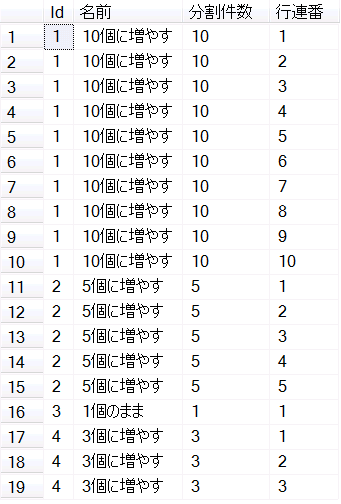 Id 名前 分割件数 行連番
1 1 10個に増やす 10 1
2 1 10個に増やす 10 2
3 1 10個に増やす 10 3
4 1 10個に増やす 10 4
5 1 10個に増やす 10 5
6 1 10個に増やす 10 6
7 1 10個に増やす 10 7
8 1 10個に増やす 10 8
9 1 10個に増やす 10 9
10 1 10個に増やす 10 10
11 2 5個に増やす 5 1
12 2 5個に増やす 5 2
13 2 5個に増やす 5 3
14 2 5個に増やす 5 4
15 2 5個に増やす 5 5
16 3 1個のまま 1 1
17 4 3個に増やす 3 1
18 4 3個に増やす 3 2
19 4 3個に増やす 3 3